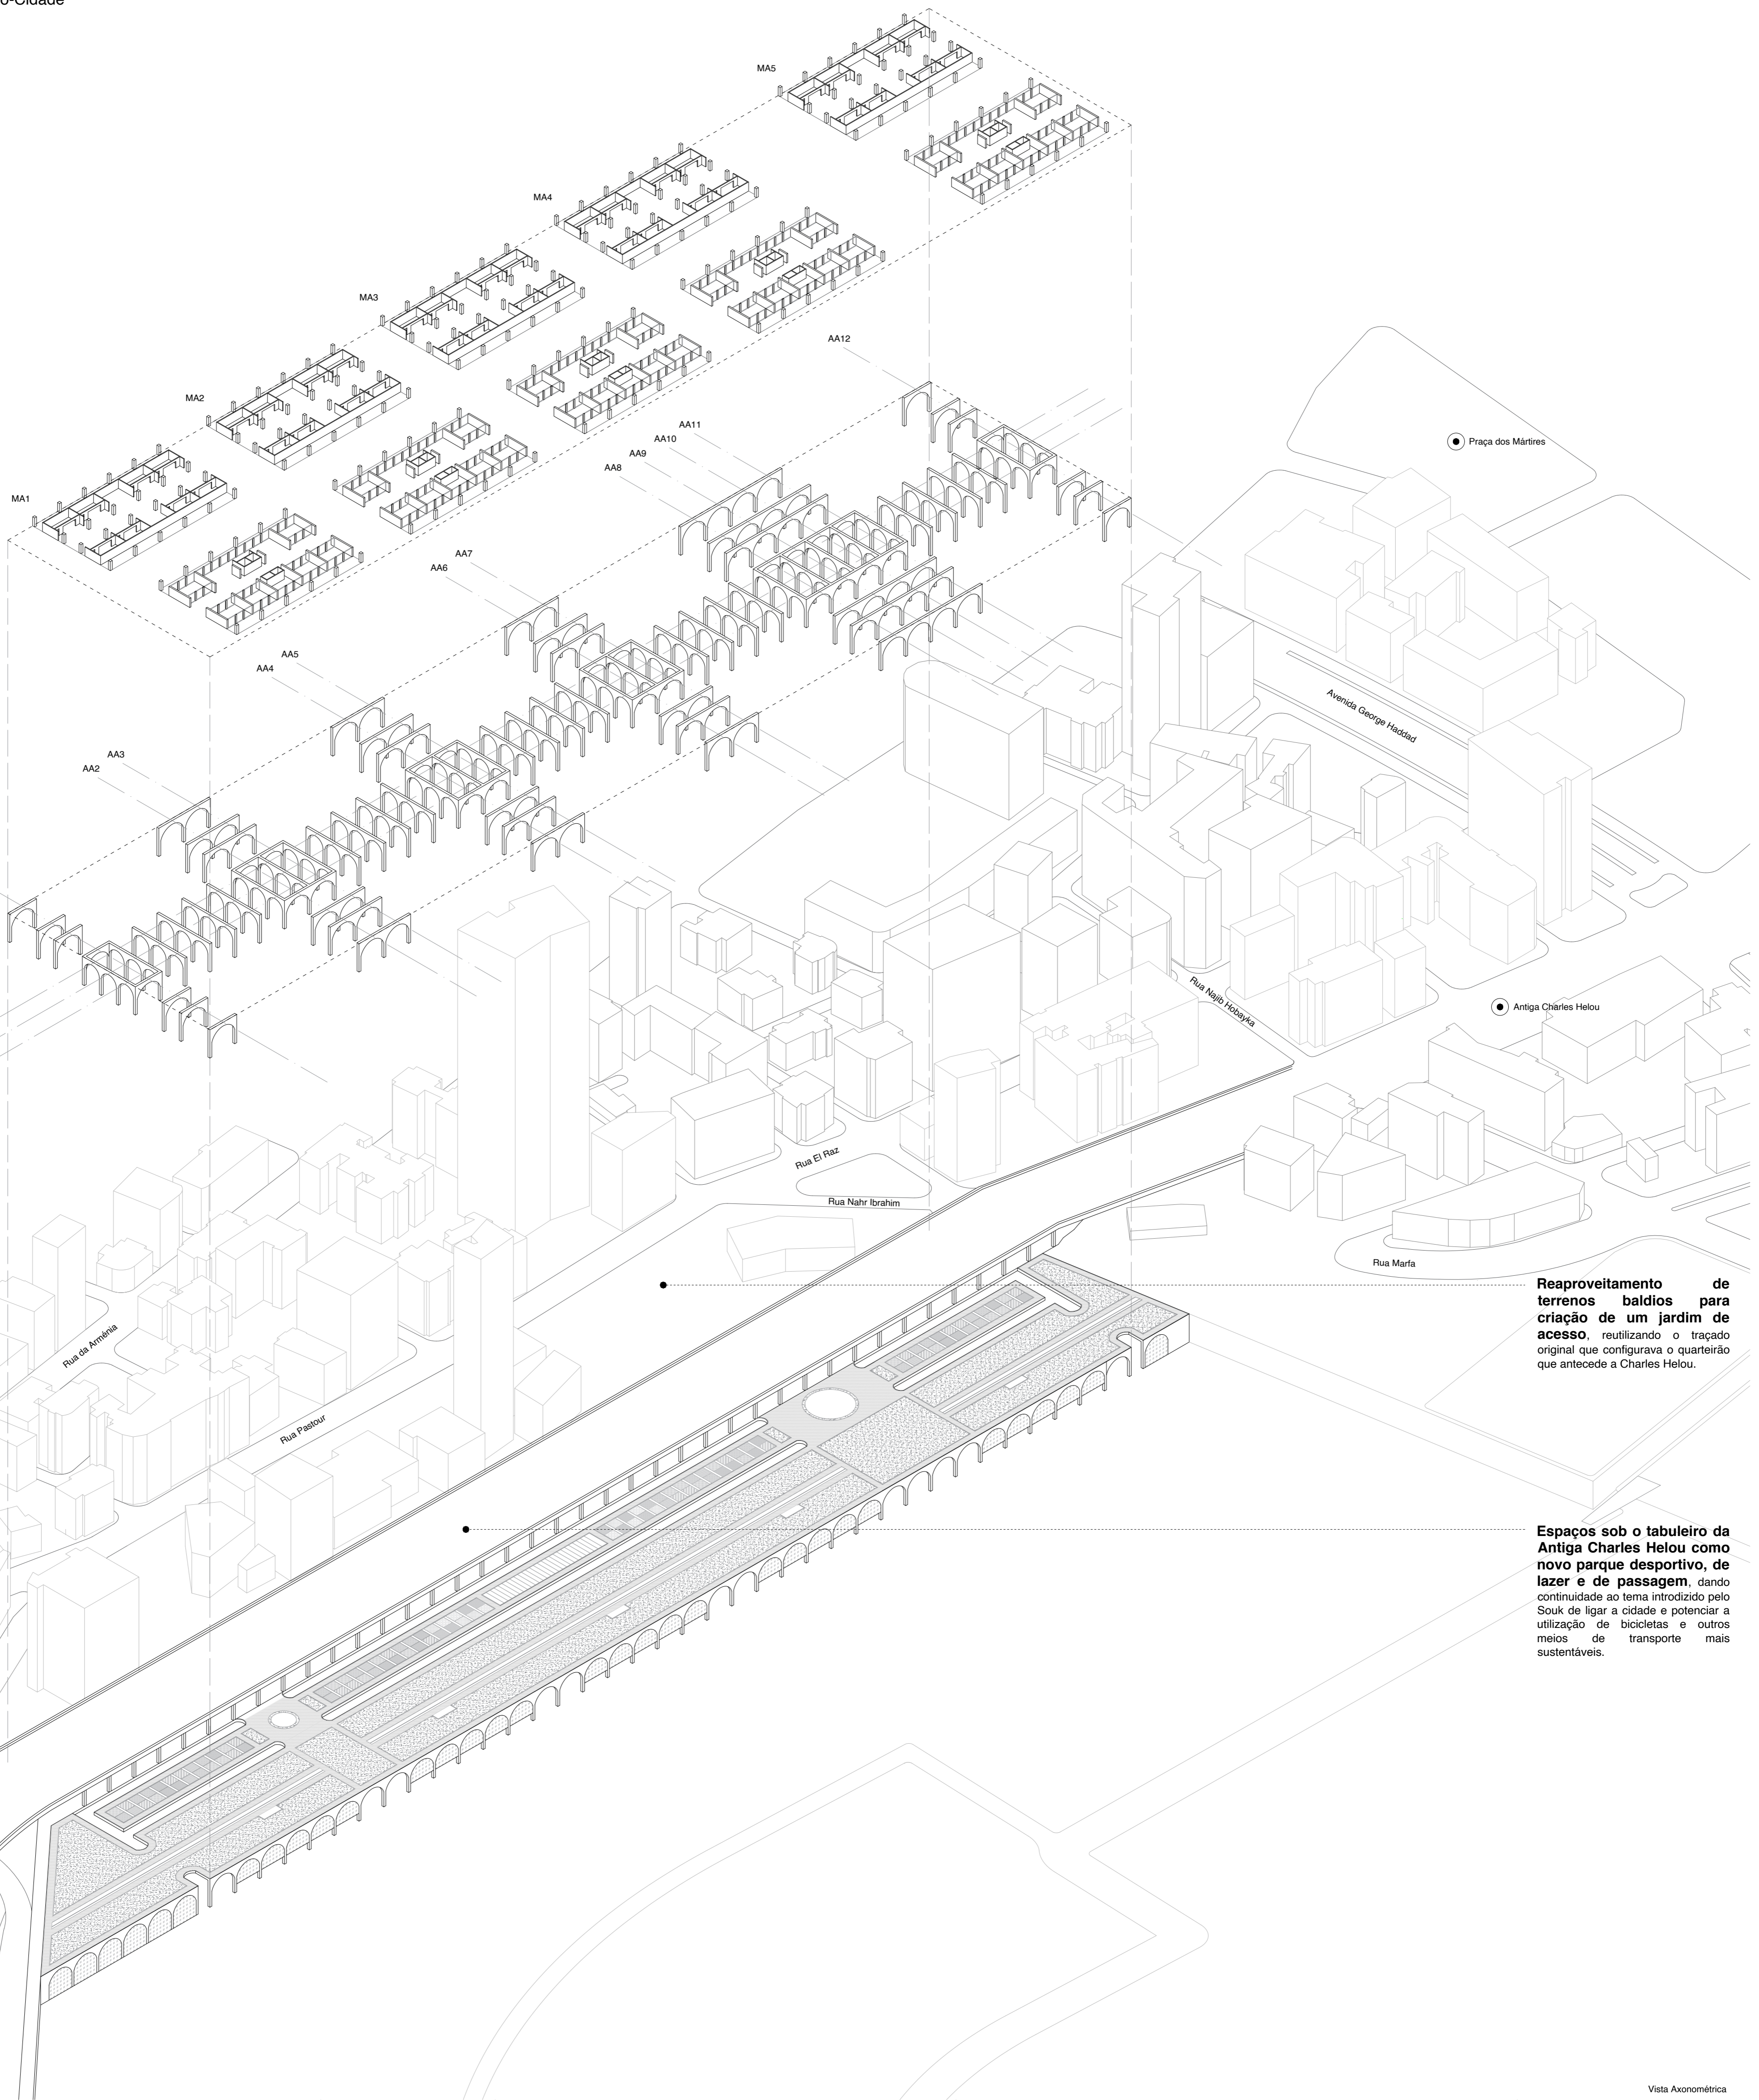 o-Cidade
MA5
MA4
MA3
AA12
MA2
AA11
AA10
Praça dos Mártires
AA9
AA8
MA1
AA7
AA6
AA5
AA4
Avenida George Haddad
AA3
AA2
Rua Najib Hobayka
Antiga Charles Helou
Rua El Raz
Rua Nahr Ibrahim
Rua Marfa
Reaproveitamento de
terrenos baldios para
criação de um jardim de
acesso, reutilizando o traçado
original que configurava o quarteirão
que antecede a Charles Helou.
Rua da Arménia
Rua Pastour
Espaços sob o tabuleiro da
Antiga Charles Helou como
novo parque desportivo, de
lazer e de passagem, dando
continuidade ao tema introdizido pelo
Souk de ligar a cidade e potenciar a
utilização de bicicletas e outros
meios de transporte mais
sustentáveis.
Vista Axonométrica